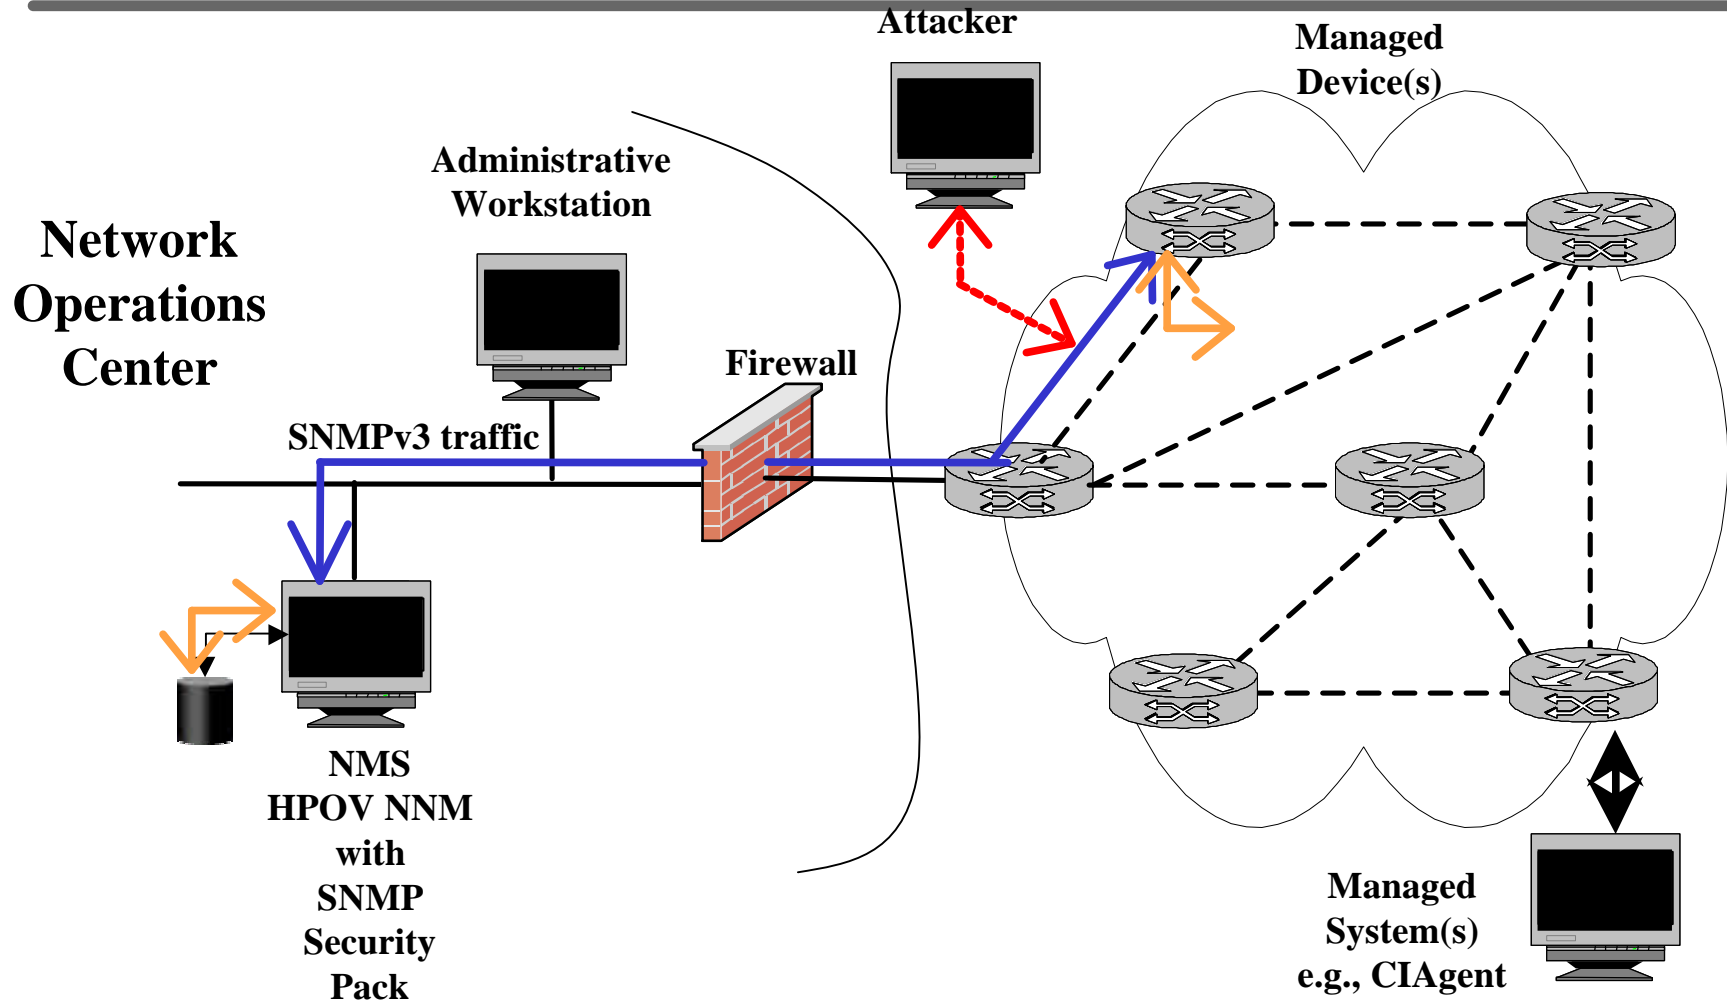 Attacker
Managed
Device(s)
Administrative
Workstation
Network
Operations
Center
Firewall
SNMPv3 traffic
NMS
HPOV NNM
with
SNMP
Security
Pack
Managed
System(s)
e.g., CIAgent